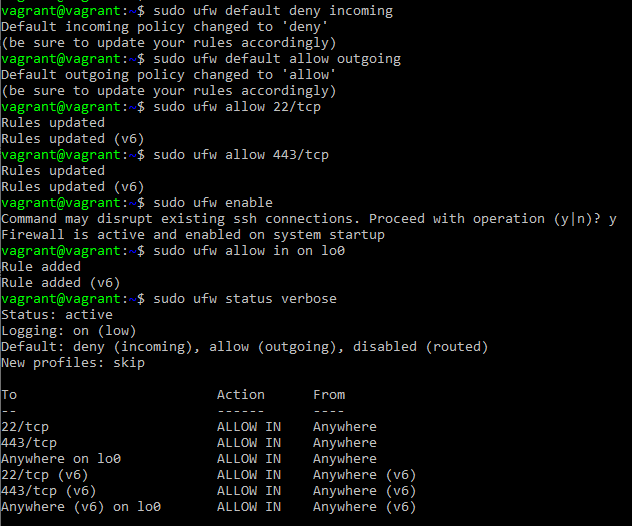 vagrant@vagrant:~$ sudo ufw default deny incoming
Default incoming policy changed to 'deny'
(be sure to update your rules accordingly)
vagrant@vagrant:~$ sudo ufw default allow outgoing
Default outgoing policy changed to 'allow'
(be sure to update your rules accordingly)
vagrant@vagrant:~$ sudo ufw allow 22/tcp
Rules updated
Rules updated (v6)
vagrant@vagrant:~$ sudo ufw allow 443/tcp
Rules updated
Rules updated (v6)
vagrant@vagrant:~$ sudo ufw enable
Command may disrupt existing ssh connections. Proceed with operation (y|n)? y
Firewall is active and enabled on system startup
vagrant@vagrant:~$ sudo ufw allow in on lo0
Rule added
Rule added (v6)
vagrant@vagrant:~$ sudo ufw status verbose
Status: active
Logging: on (low)
Default: deny (incoming), allow (outgoing), disabled (routed)
New profiles: skip
To                         Action      From
--                         ------      ----
22/tcp                     ALLOW IN    Anywhere
443/tcp                    ALLOW IN    Anywhere
Anywhere on lo0            ALLOW IN    Anywhere
22/tcp (v6)                ALLOW IN    Anywhere (v6)
443/tcp (v6)               ALLOW IN    Anywhere (v6)
Anywhere (v6) on lo0       ALLOW IN    Anywhere (v6)